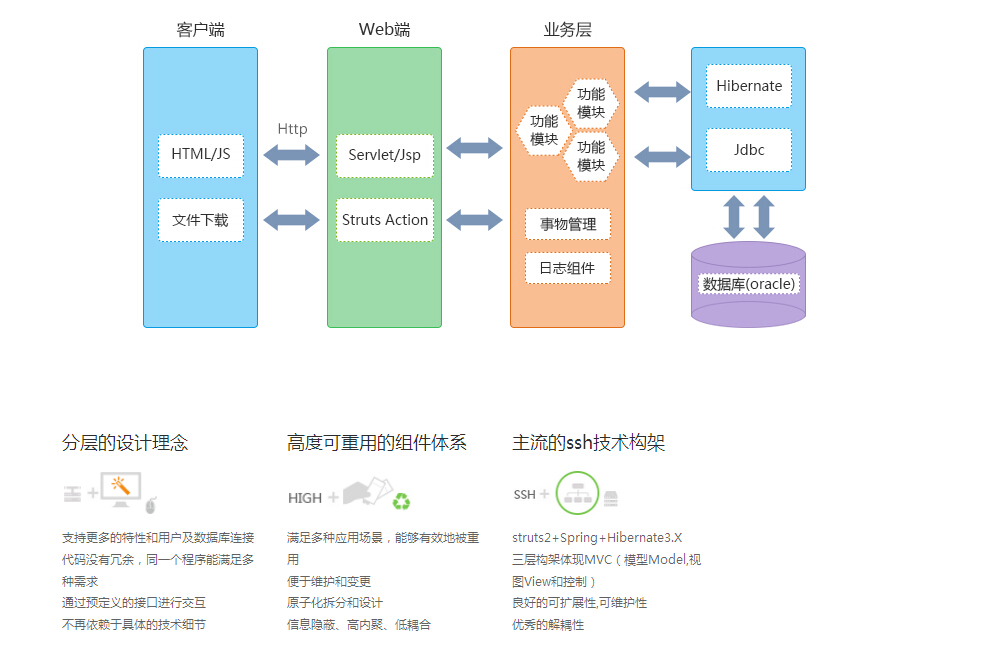 客户端
Web端
业务层
Http
HTML/JS
文件下载
Servlet/Jsp
Struts Action
功能
模块
功能
模块
功能
模块
事物管理
日志组件
Hibernate
Jdbc
数据库(oracle)
分层的设计理念
支持更多的特性和用户及数据库连接
代码没有冗余，同一个程序能满足多
种需求
通过预定义的接口进行交互
不再依赖于具体的技术细节
高度可重用的组件体系
HIGH +
满足多种应用场景，能够有效地被重
用
便于维护和变更
原子化拆分和设计
信息隐蔽、高内聚、低耦合
主流的ssh技术构架
SSH +
struts2+Spring+Hibernate3.X
三层构架体现MVC（模型Model,视
图View和控制）
良好的可扩展性,可维护性
优秀的解耦性